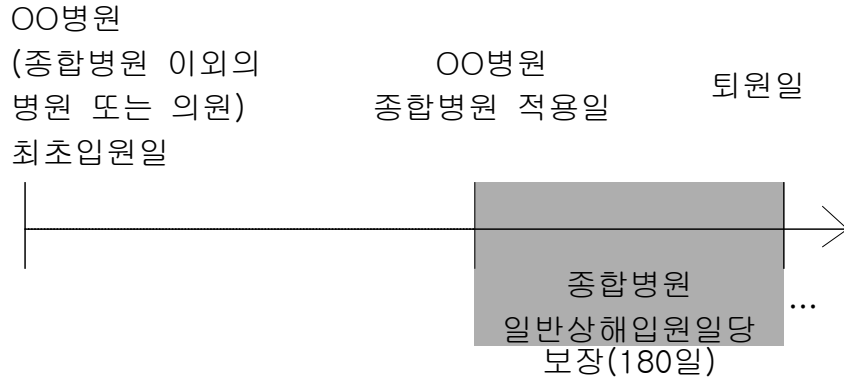 OO병원
(종합병원 이외의
병원 또는 의원)
최초입원일
OO병원
종합병원 적용일
퇴원일
종합병원
일반상해입원일당
보장(180일)
...